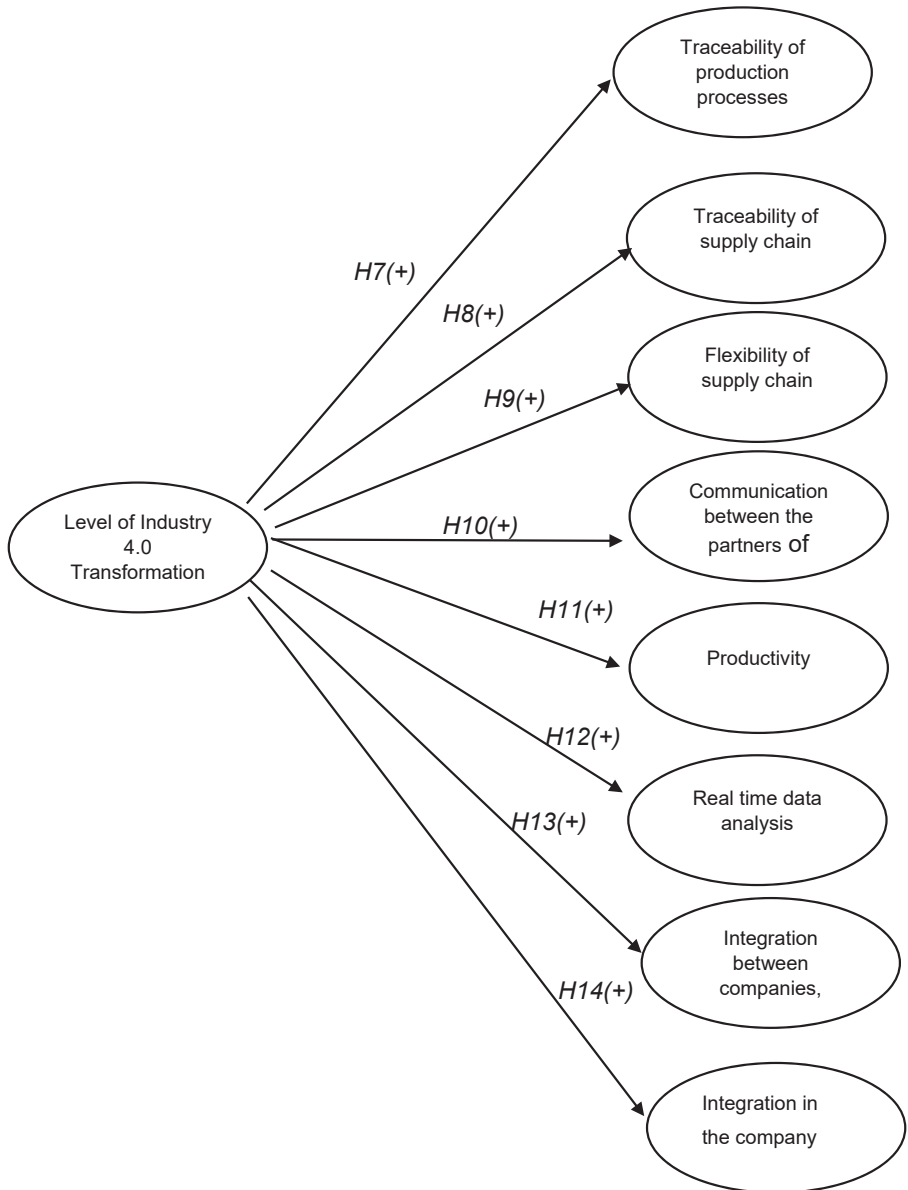 Traceability of
production
processes
Traceability of
supply chain
H7(+)
H8(+)
Flexibility of
supply chain
H9(+)
Level of Industry
4.0
Transformation
H10(+)
Communication
between the
partners of
H11(+)
Productivity
H12(+)
Real time data
analysis
H13(+)
Integration
between
companies,
H14(+)
Integration in
the company